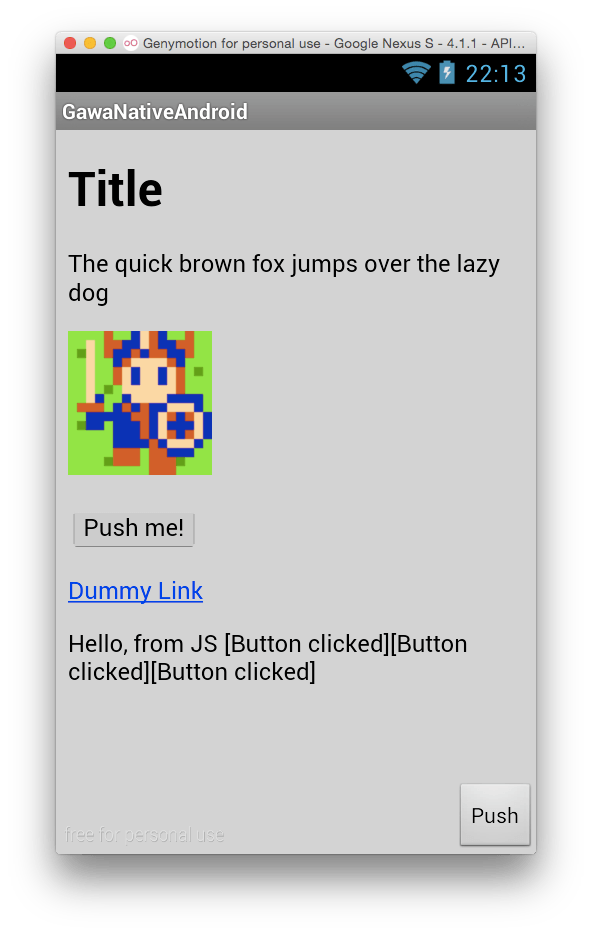 Genymotion for personal use - Google Nexus S - 4.1.1 - API...
22:13
GawaNativeAndroid
Title
The quick brown fox jumps over the lazy
dog
Push me!
Dummy Link
Hello, from JS [Button clicked][Button
clicked][Button clicked]
Push
free for personal use